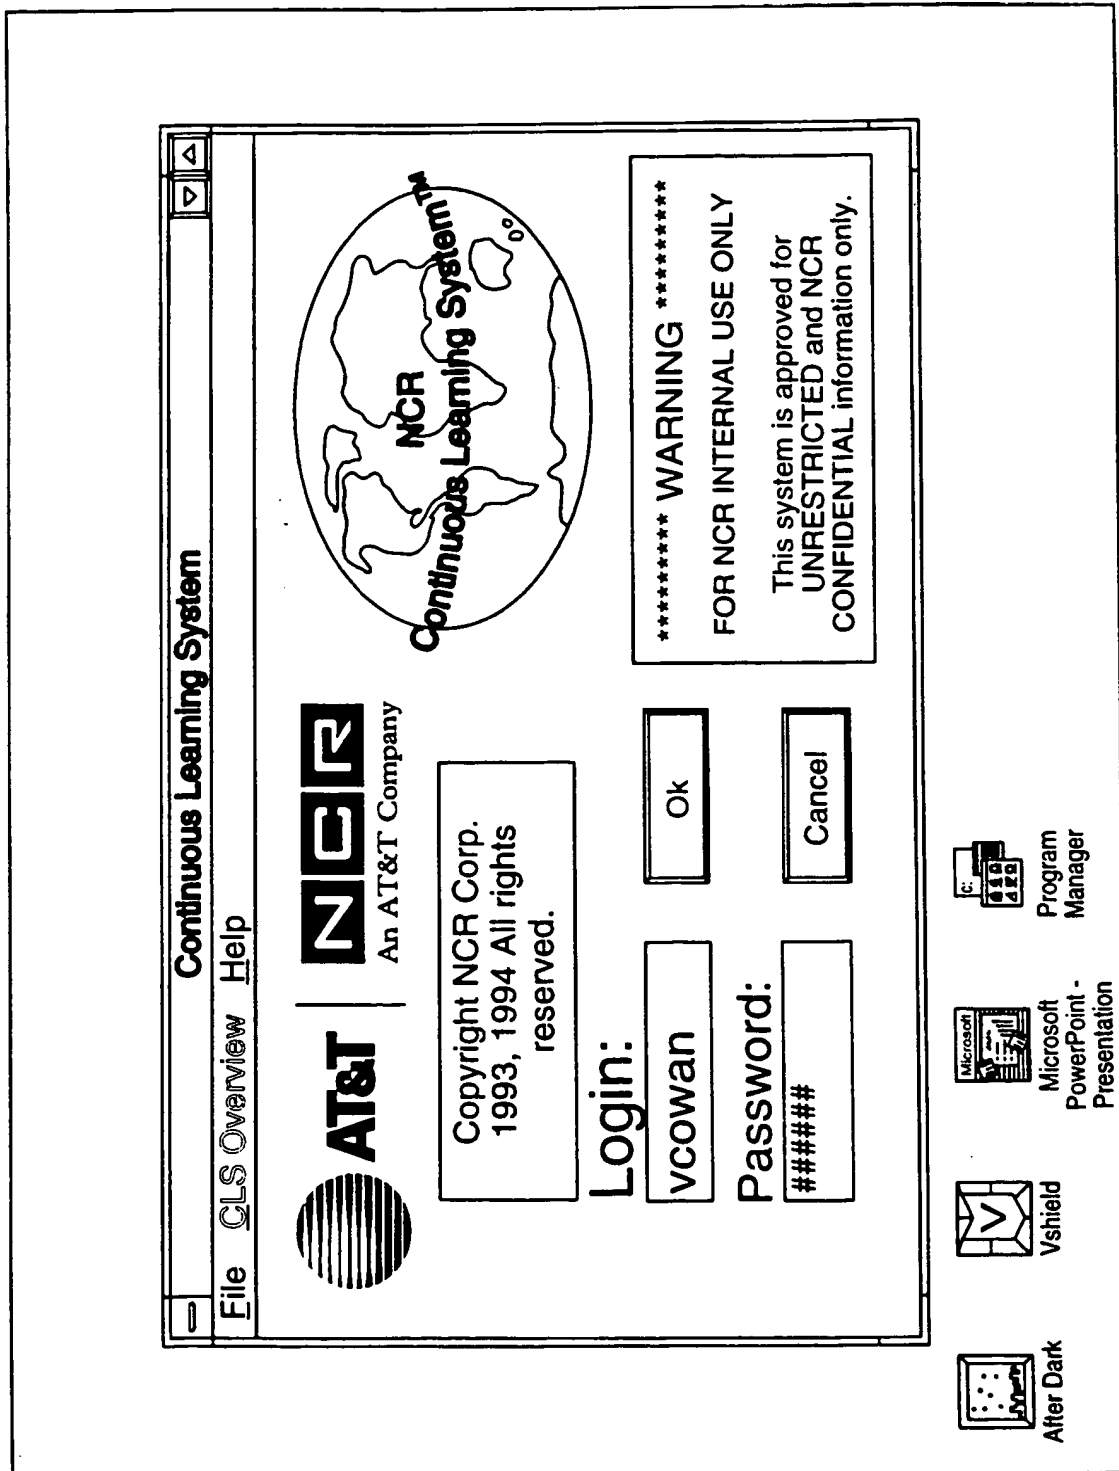 Continuous Learning System
File CLS Overview Help
AT&T
NCR
An AT&T Company
NCR
Continuous Learning System™
Copyright NCR Corp.
1993, 1994 All rights
reserved.
Login:
vcowan
Ok
Password:
######
Cancel
********* WARNING *********
FOR NCR INTERNAL USE ONLY
This system is approved for
UNRESTRICTED and NCR
CONFIDENTIAL information only.
After Dark
V
Vshield
Microsoft
Microsoft
PowerPoint -
Presentation
c:
Program
Manager